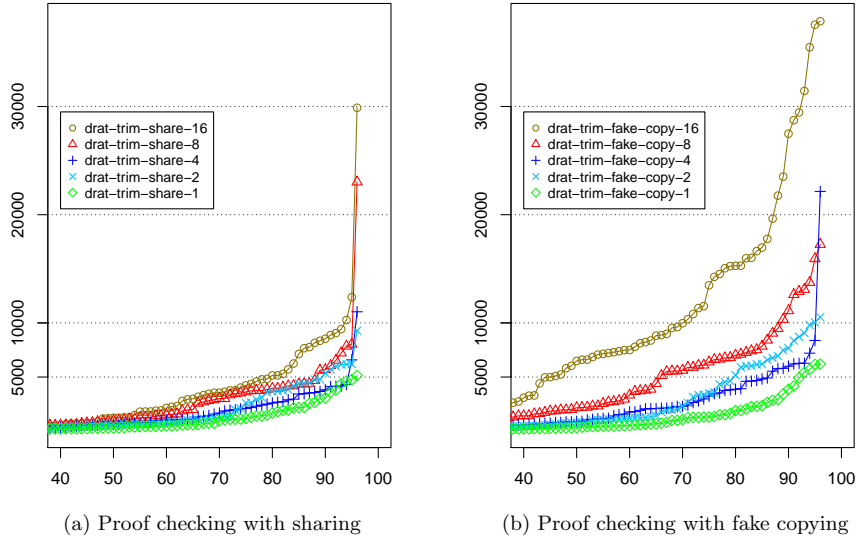 30000
20000
10000
5000
drat-trim-share-16
drat-trim-share-8
drat-trim-share-4
drat-trim-share-2
drat-trim-share-1
40 50 60 70 80 90 100
(a) Proof checking with sharing
30000
20000
10000
5000
drat-trim-fake-copy-16
drat-trim-fake-copy-8
drat-trim-fake-copy-4
drat-trim-fake-copy-2
drat-trim-fake-copy-1
40 50 60 70 80 90 100
(b) Proof checking with fake copying